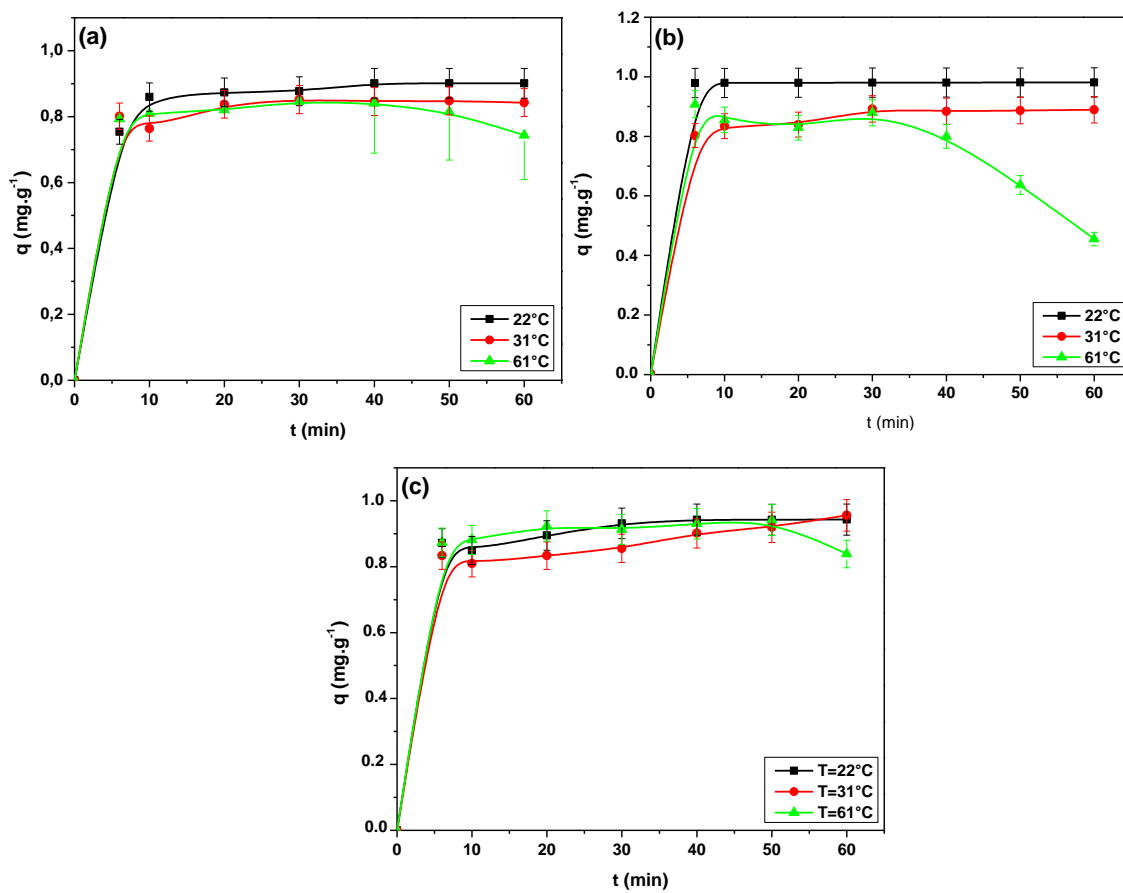 (a)
q (mg.g-1)
1,0
0,8
0,6
0,4
0,2
0,0
0 10 20 30 40 50 60
t (min)
22°C
31°C
61°C
(b)
q (mg.g-1)
1.2
1.0
0.8
0.6
0.4
0.2
0.0
0 10 20 30 40 50 60
t (min)
22°C
31°C
61°C
(c)
q (mg.g-1)
1.0
0.8
0.6
0.4
0.2
0.0
0 10 20 30 40 50 60
t (min)
T=22°C
T=31°C
T=61°C